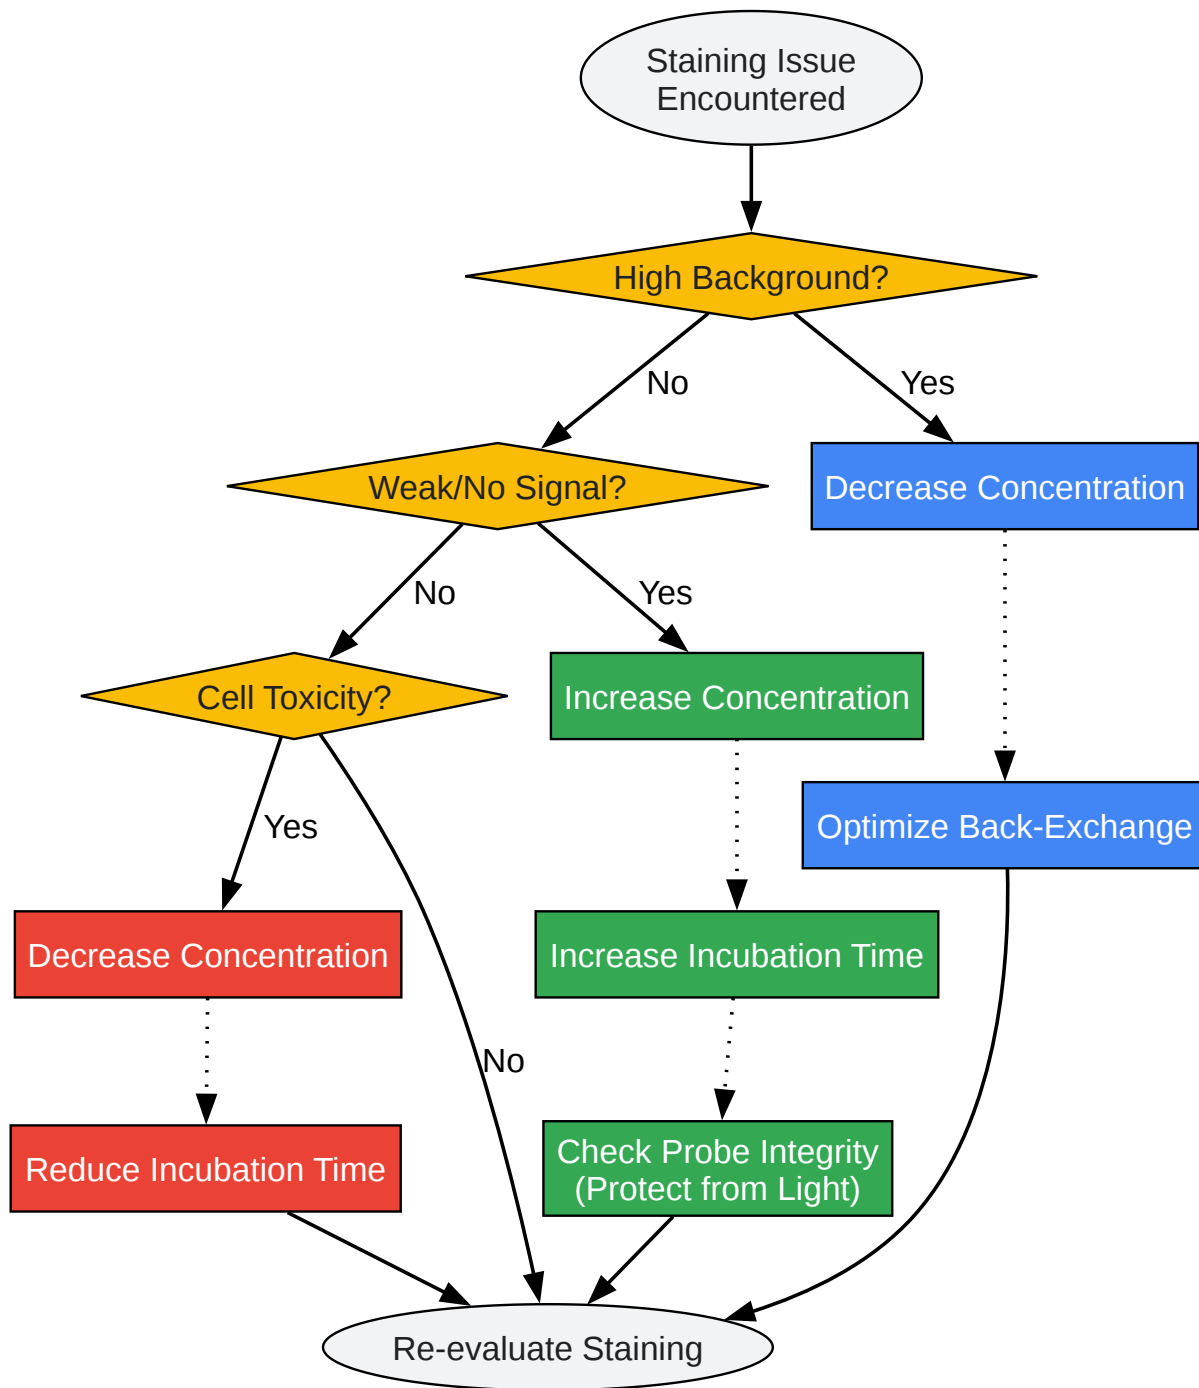 Staining Issue
Encountered
High Background?
No
Yes
Weak/No Signal?
Decrease Concentration
No
Yes
Cell Toxicity?
Increase Concentration
Yes
Optimize Back-Exchange
Decrease Concentration
Increase Incubation Time
No
Reduce Incubation Time
Check Probe Integrity
(Protect from Light)
Re-evaluate Staining